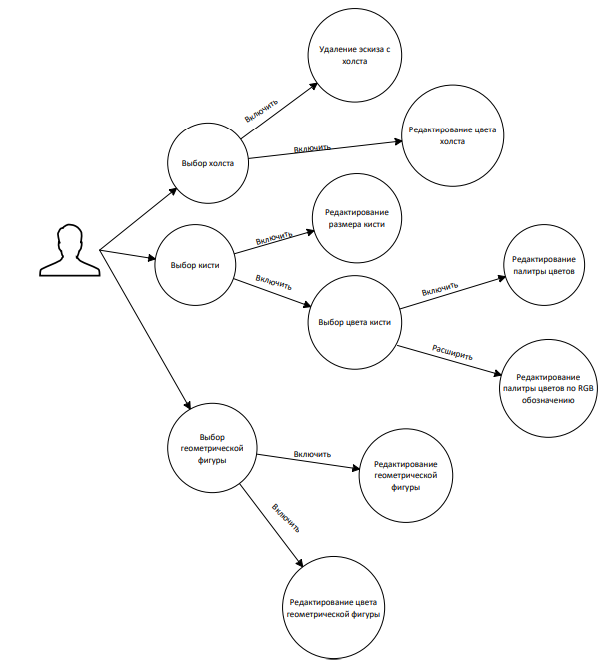 Удаление эскиза с
холста
Включить
Редактирование цвета
холста
Включить
Выбор холста
Редактирование
размера кисти
Включить
Выбор кисти
Включить
Выбор цвета кисти
Включить
Редактирование
палитры цветов
Расширить
Редактирование
палитры цветов по RGB
обозначению
Выбор
геометрической
фигуры
Включить
Редактирование
геометрической
фигуры
Включить
Редактирование цвета
геометрической фигуры